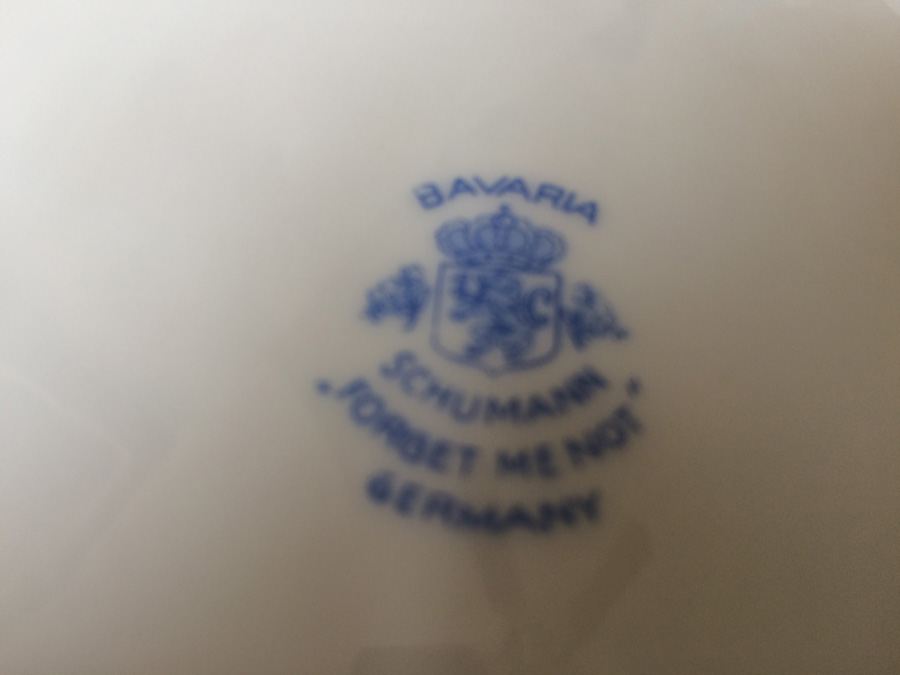 BAVARIA
SCHUMANN
"FORGET ME NOT"
GERMANY